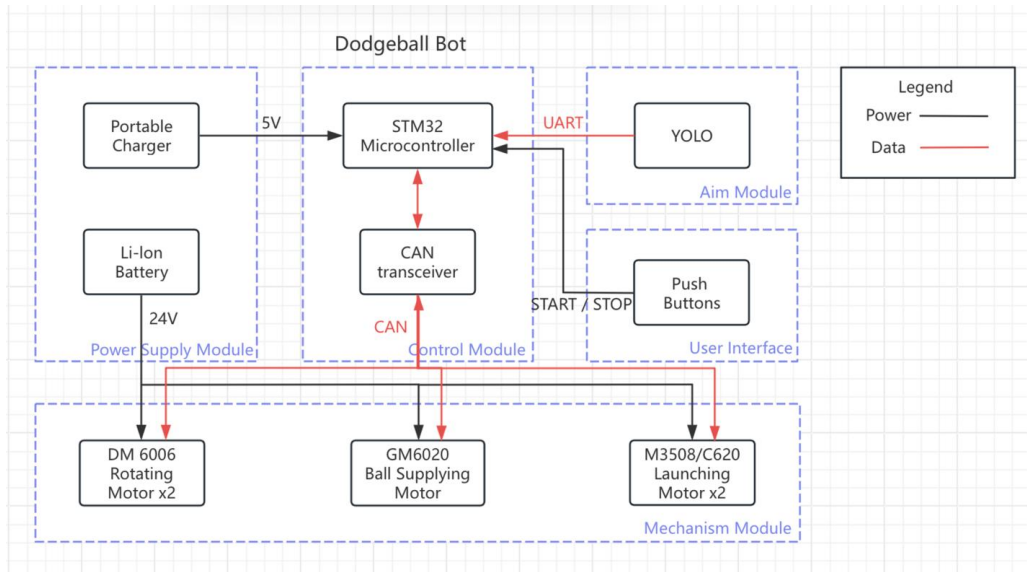 Dodgeball Bot
Portable
Charger
5V
STM32
Microcontroller
UART
YOLO
Aim Module
Legend
Power
Data
Li-Ion
Battery
24V
Power Supply Module
CAN
transceiver
CAN
Control Module
Push
Buttons
START / STOP
User Interface
DM 6006
Rotating
Motor x2
GM6020
Ball Supplying
Motor
M3508/C620
Launching
Motor x2
Mechanism Module